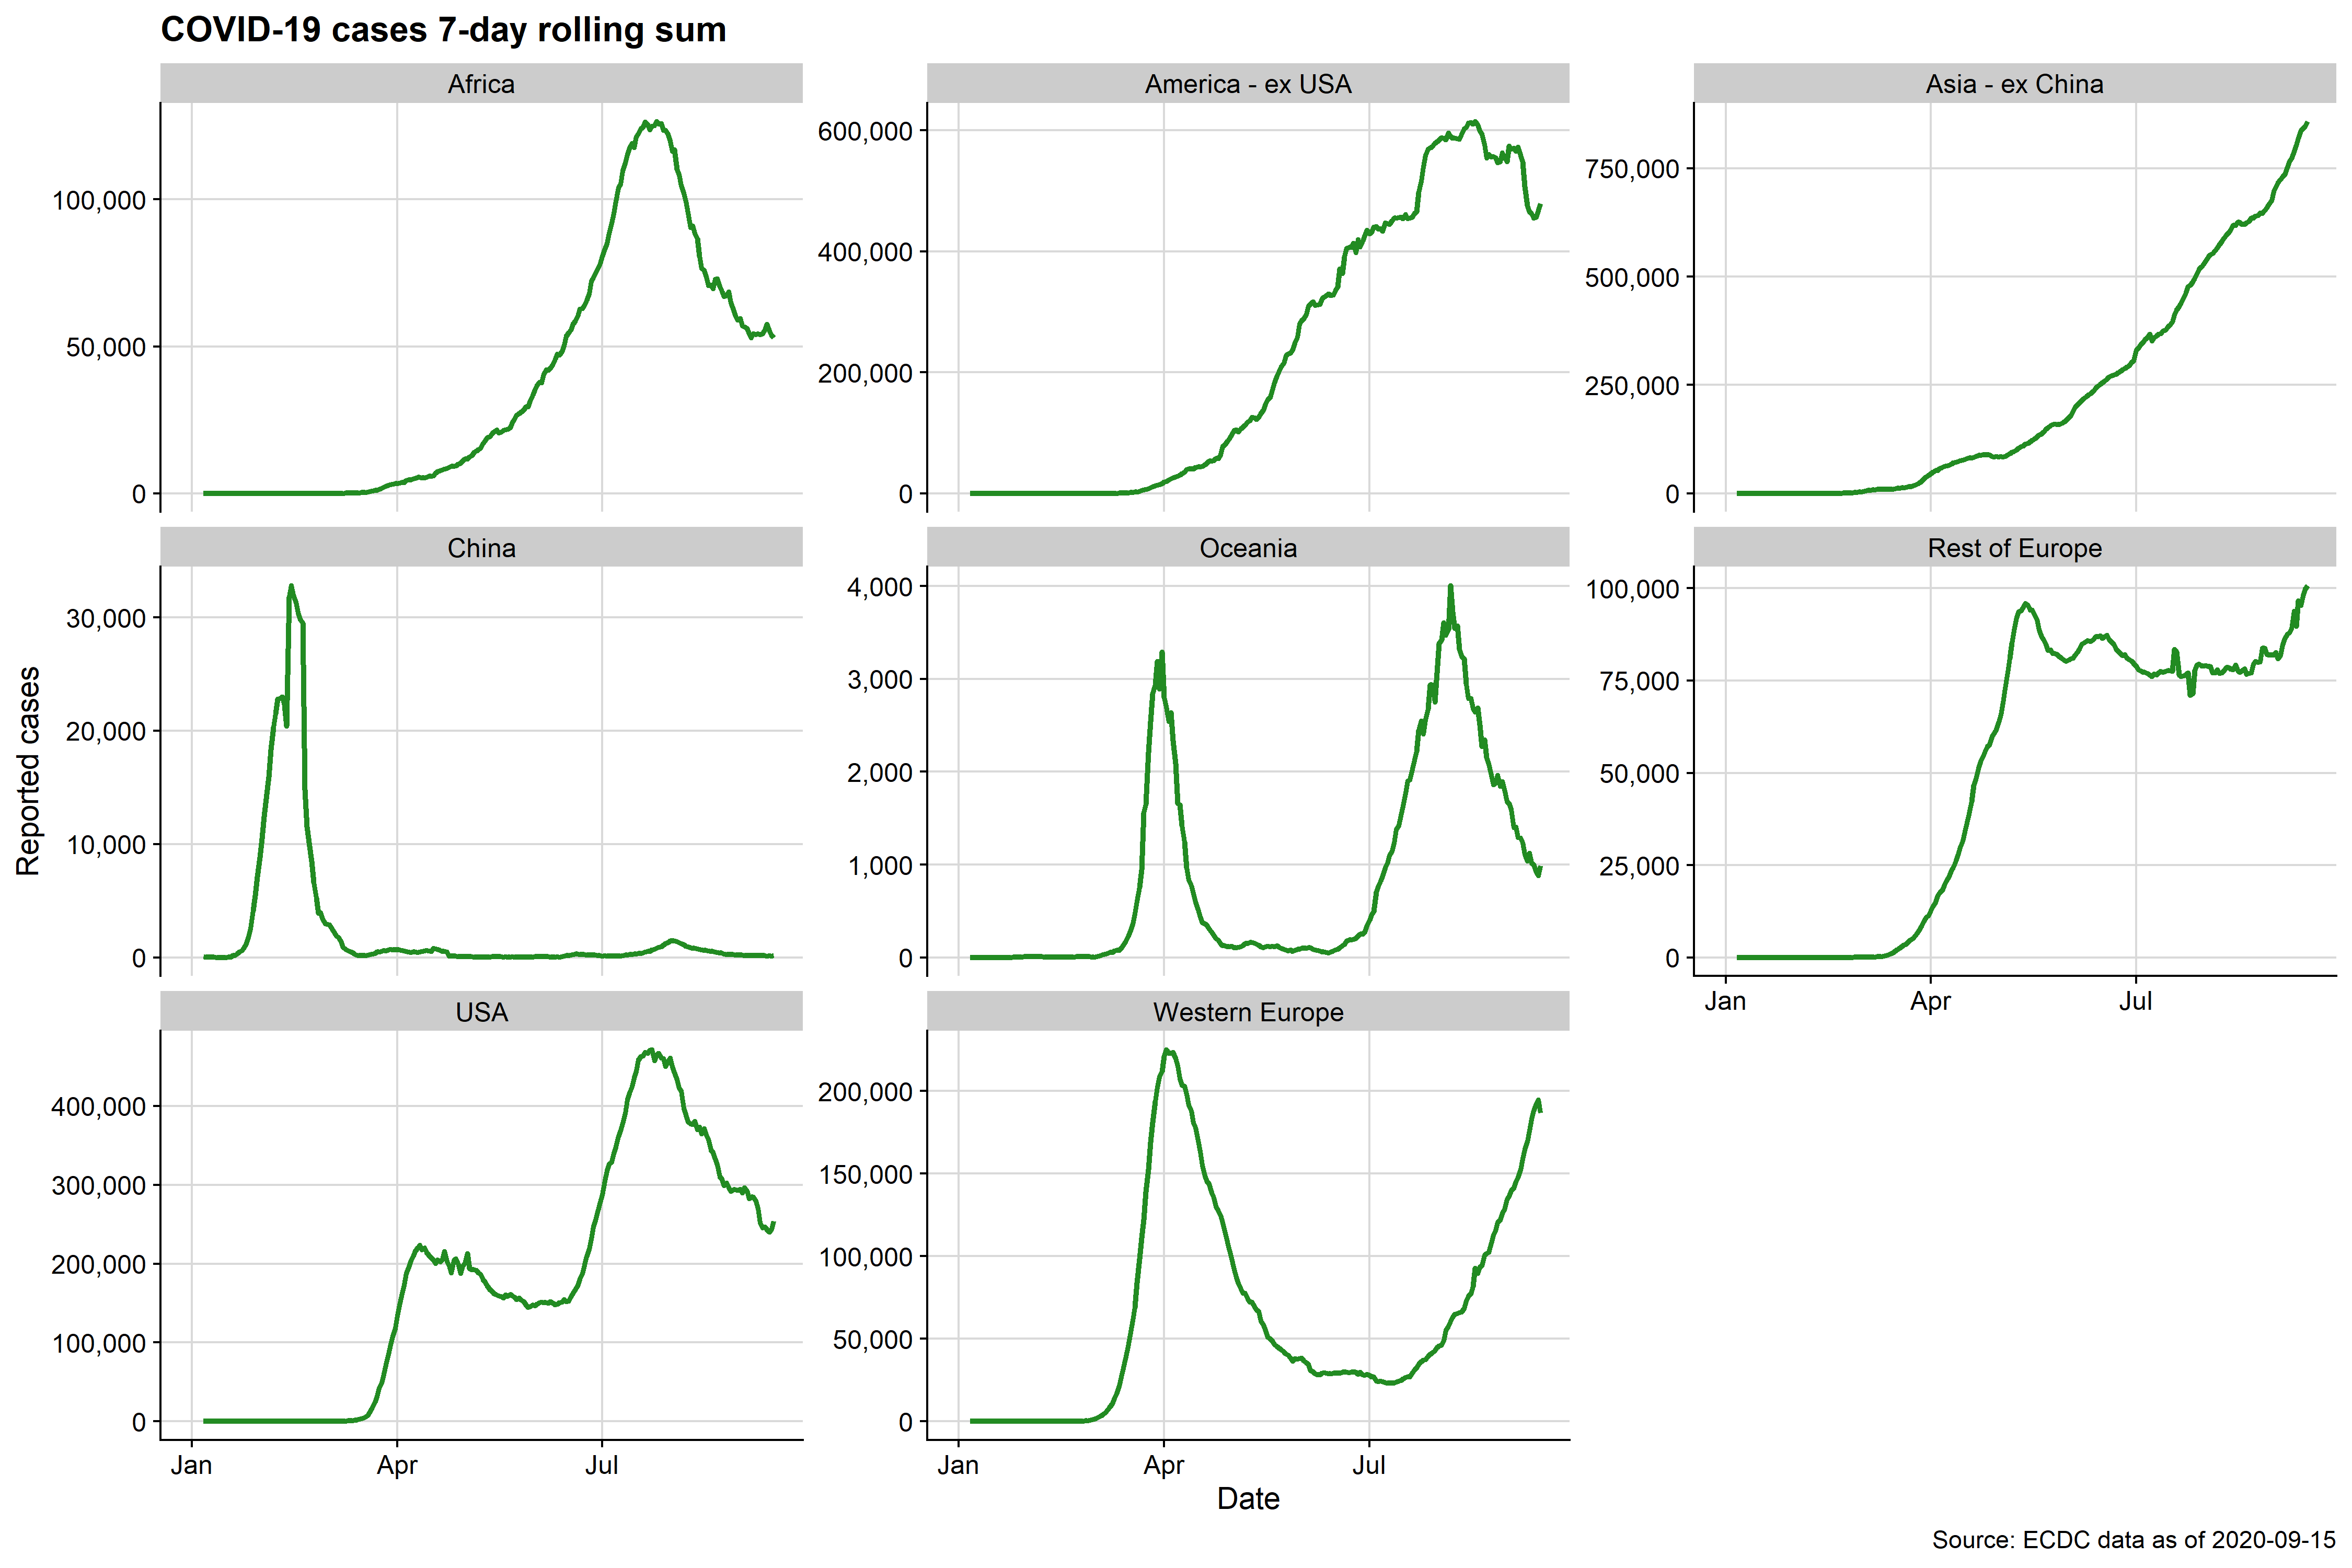 COVID-19 cases 7-day rolling sum
Africa
100,000
50,000
0
America - ex USA
600,000
400,000
200,000
0
Asia - ex China
750,000
500,000
250,000
0
Reported cases
China
30,000
20,000
10,000
0
Oceania
4,000
3,000
2,000
1,000
0
Rest of Europe
100,000
75,000
50,000
25,000
0
Jan Apr Jul
USA
400,000
300,000
200,000
100,000
0
Jan Apr Jul
Western Europe
200,000
150,000
100,000
50,000
0
Jan Apr Jul
Date
Source: ECDC data as of 2020-09-15